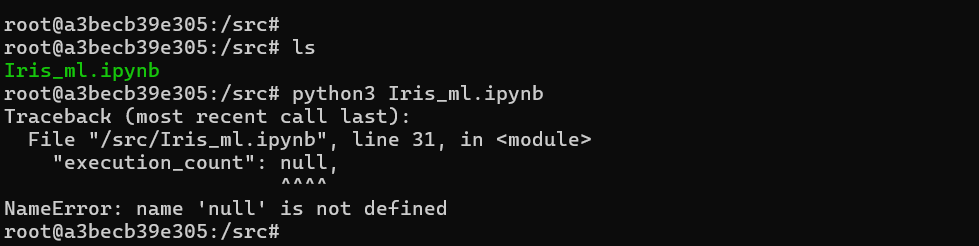 root@a3becb39e305:/src#
root@a3becb39e305:/src# ls
Iris_ml.ipynb
root@a3becb39e305:/src# python3 Iris_ml.ipynb
Traceback (most recent call last):
  File "/src/Iris_ml.ipynb", line 31, in <module>
    "execution_count": null,
                       ^^^^
NameError: name 'null' is not defined
root@a3becb39e305:/src#